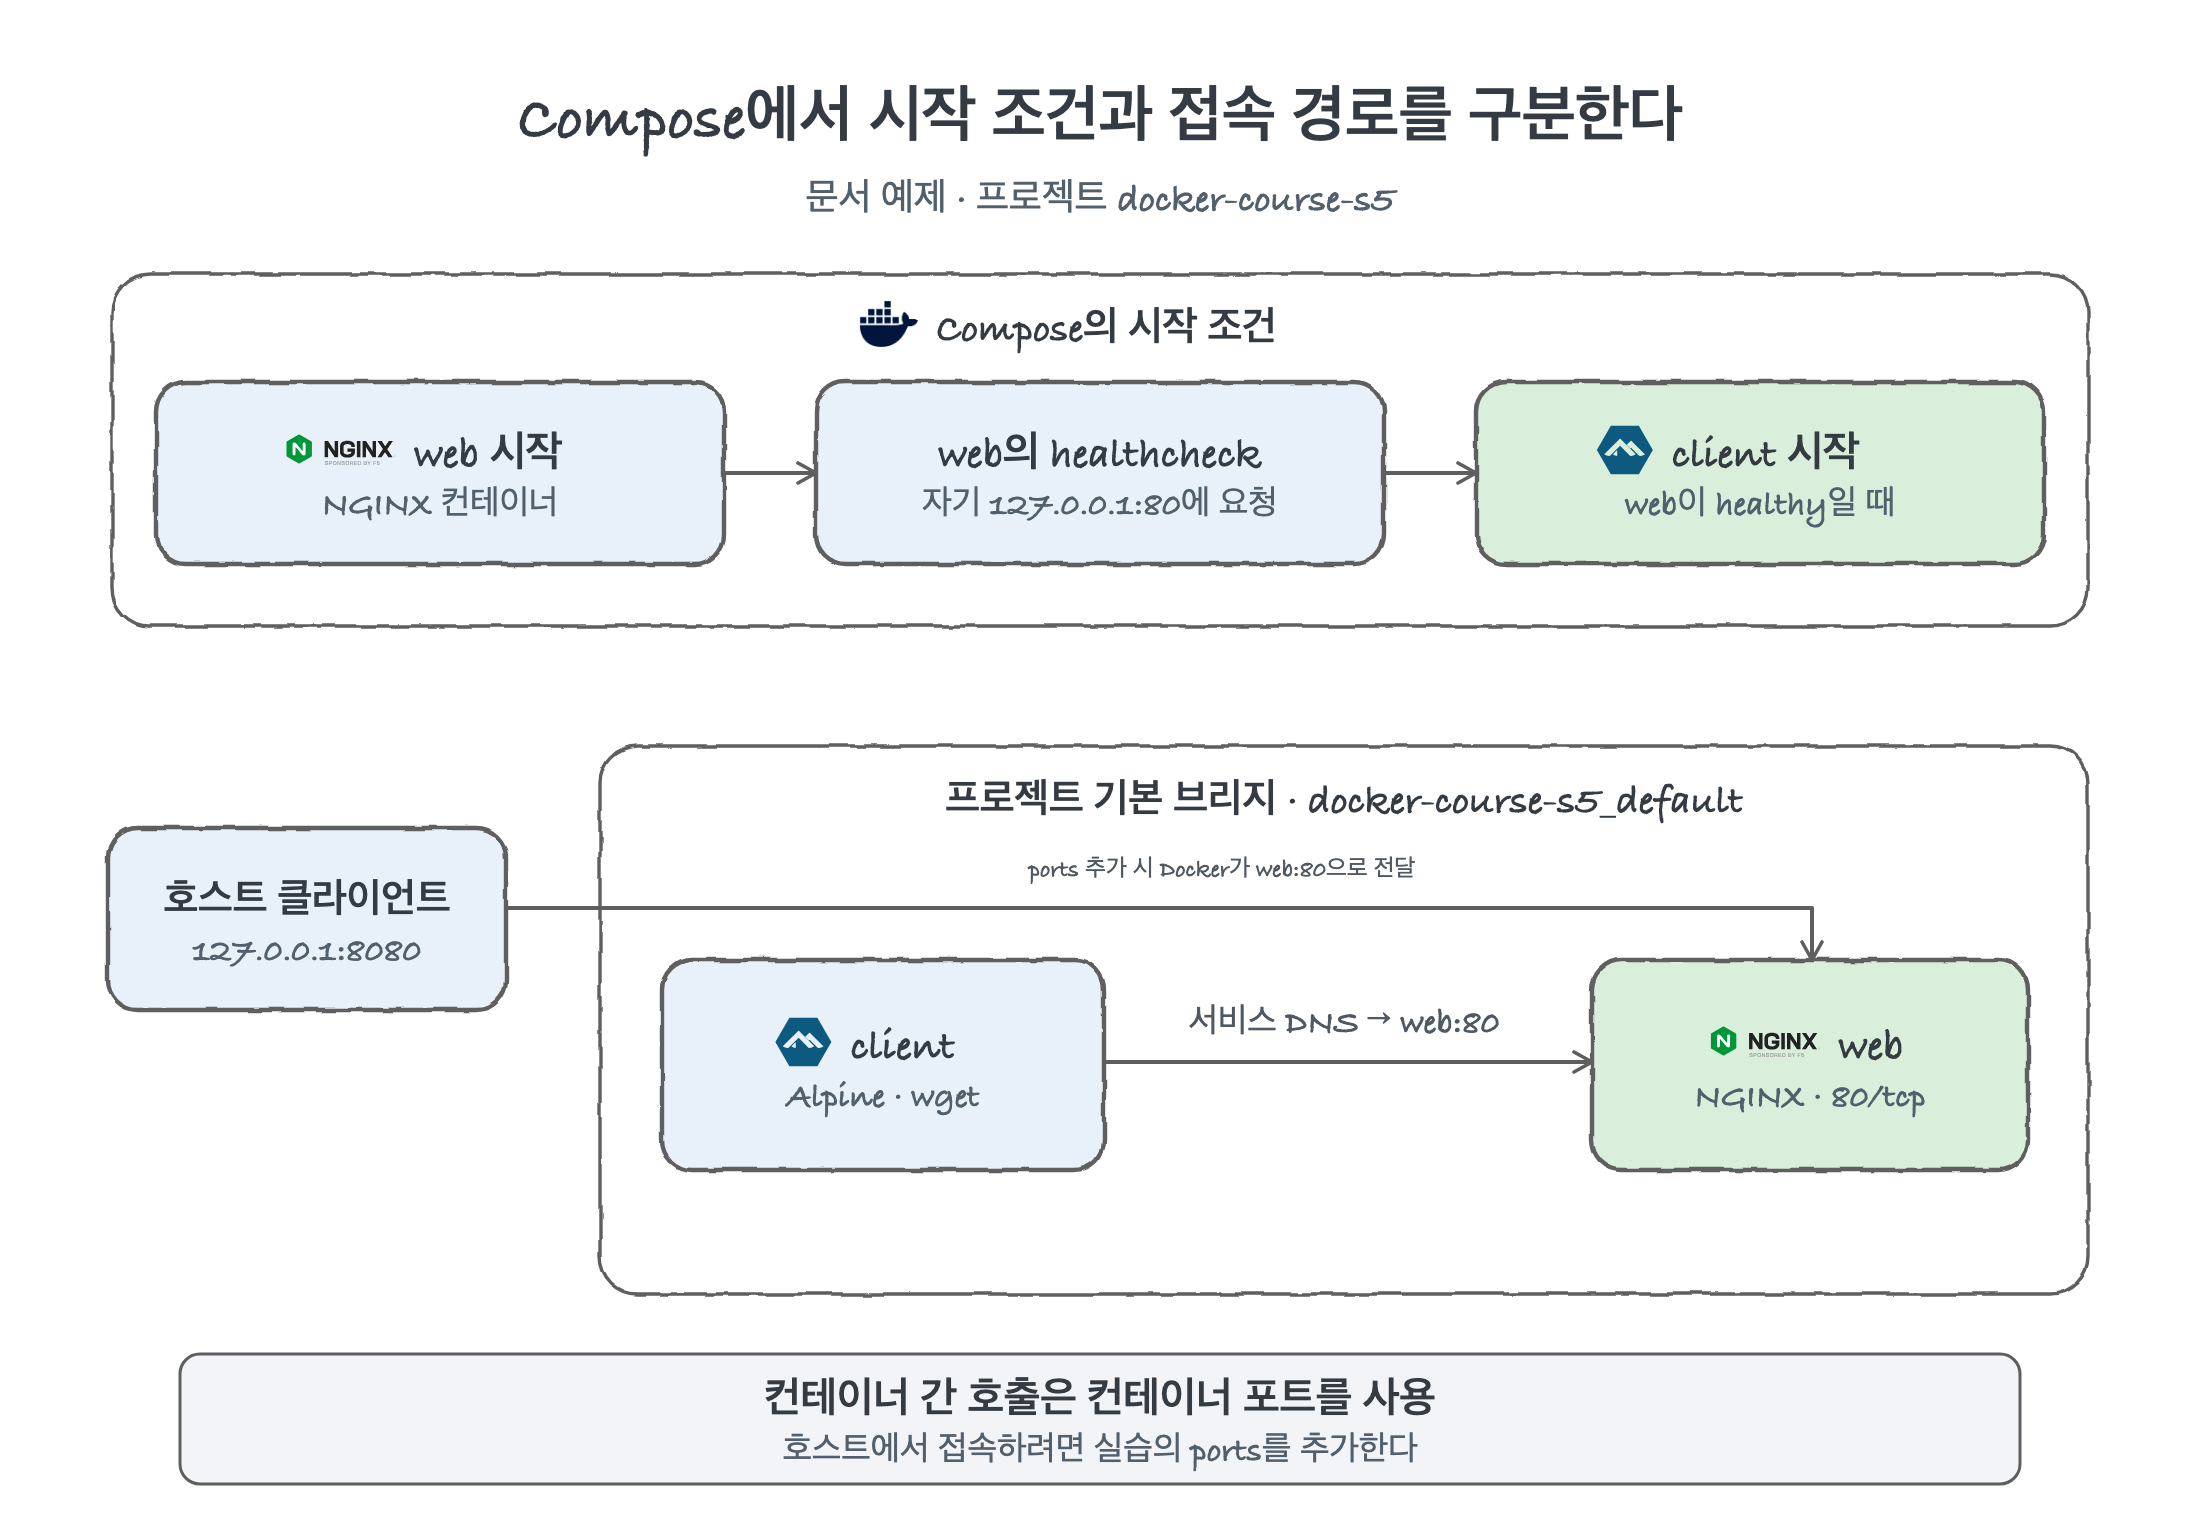 Compose에서 시작 조건과 접속 경로를 구분한다
문서 예제 · 프로젝트 docker-course-s5
Compose의 시작 조건
NGINX web 시작
SPONSORED BY F5
NGINX 컨테이너
web의 healthcheck
자기 127.0.0.1:80에 요청
client 시작
web이 healthy일 때
프로젝트 기본 브리지 · docker-course-s5_default
ports 추가 시 Docker가 web:80으로 전달
호스트 클라이언트
127.0.0.1:8080
client
Alpine · wget
서비스 DNS → web:80
NGINX web
SPONSORED BY F5
NGINX · 80/tcp
컨테이너 간 호출은 컨테이너 포트를 사용
호스트에서 접속하려면 실습의 ports를 추가한다